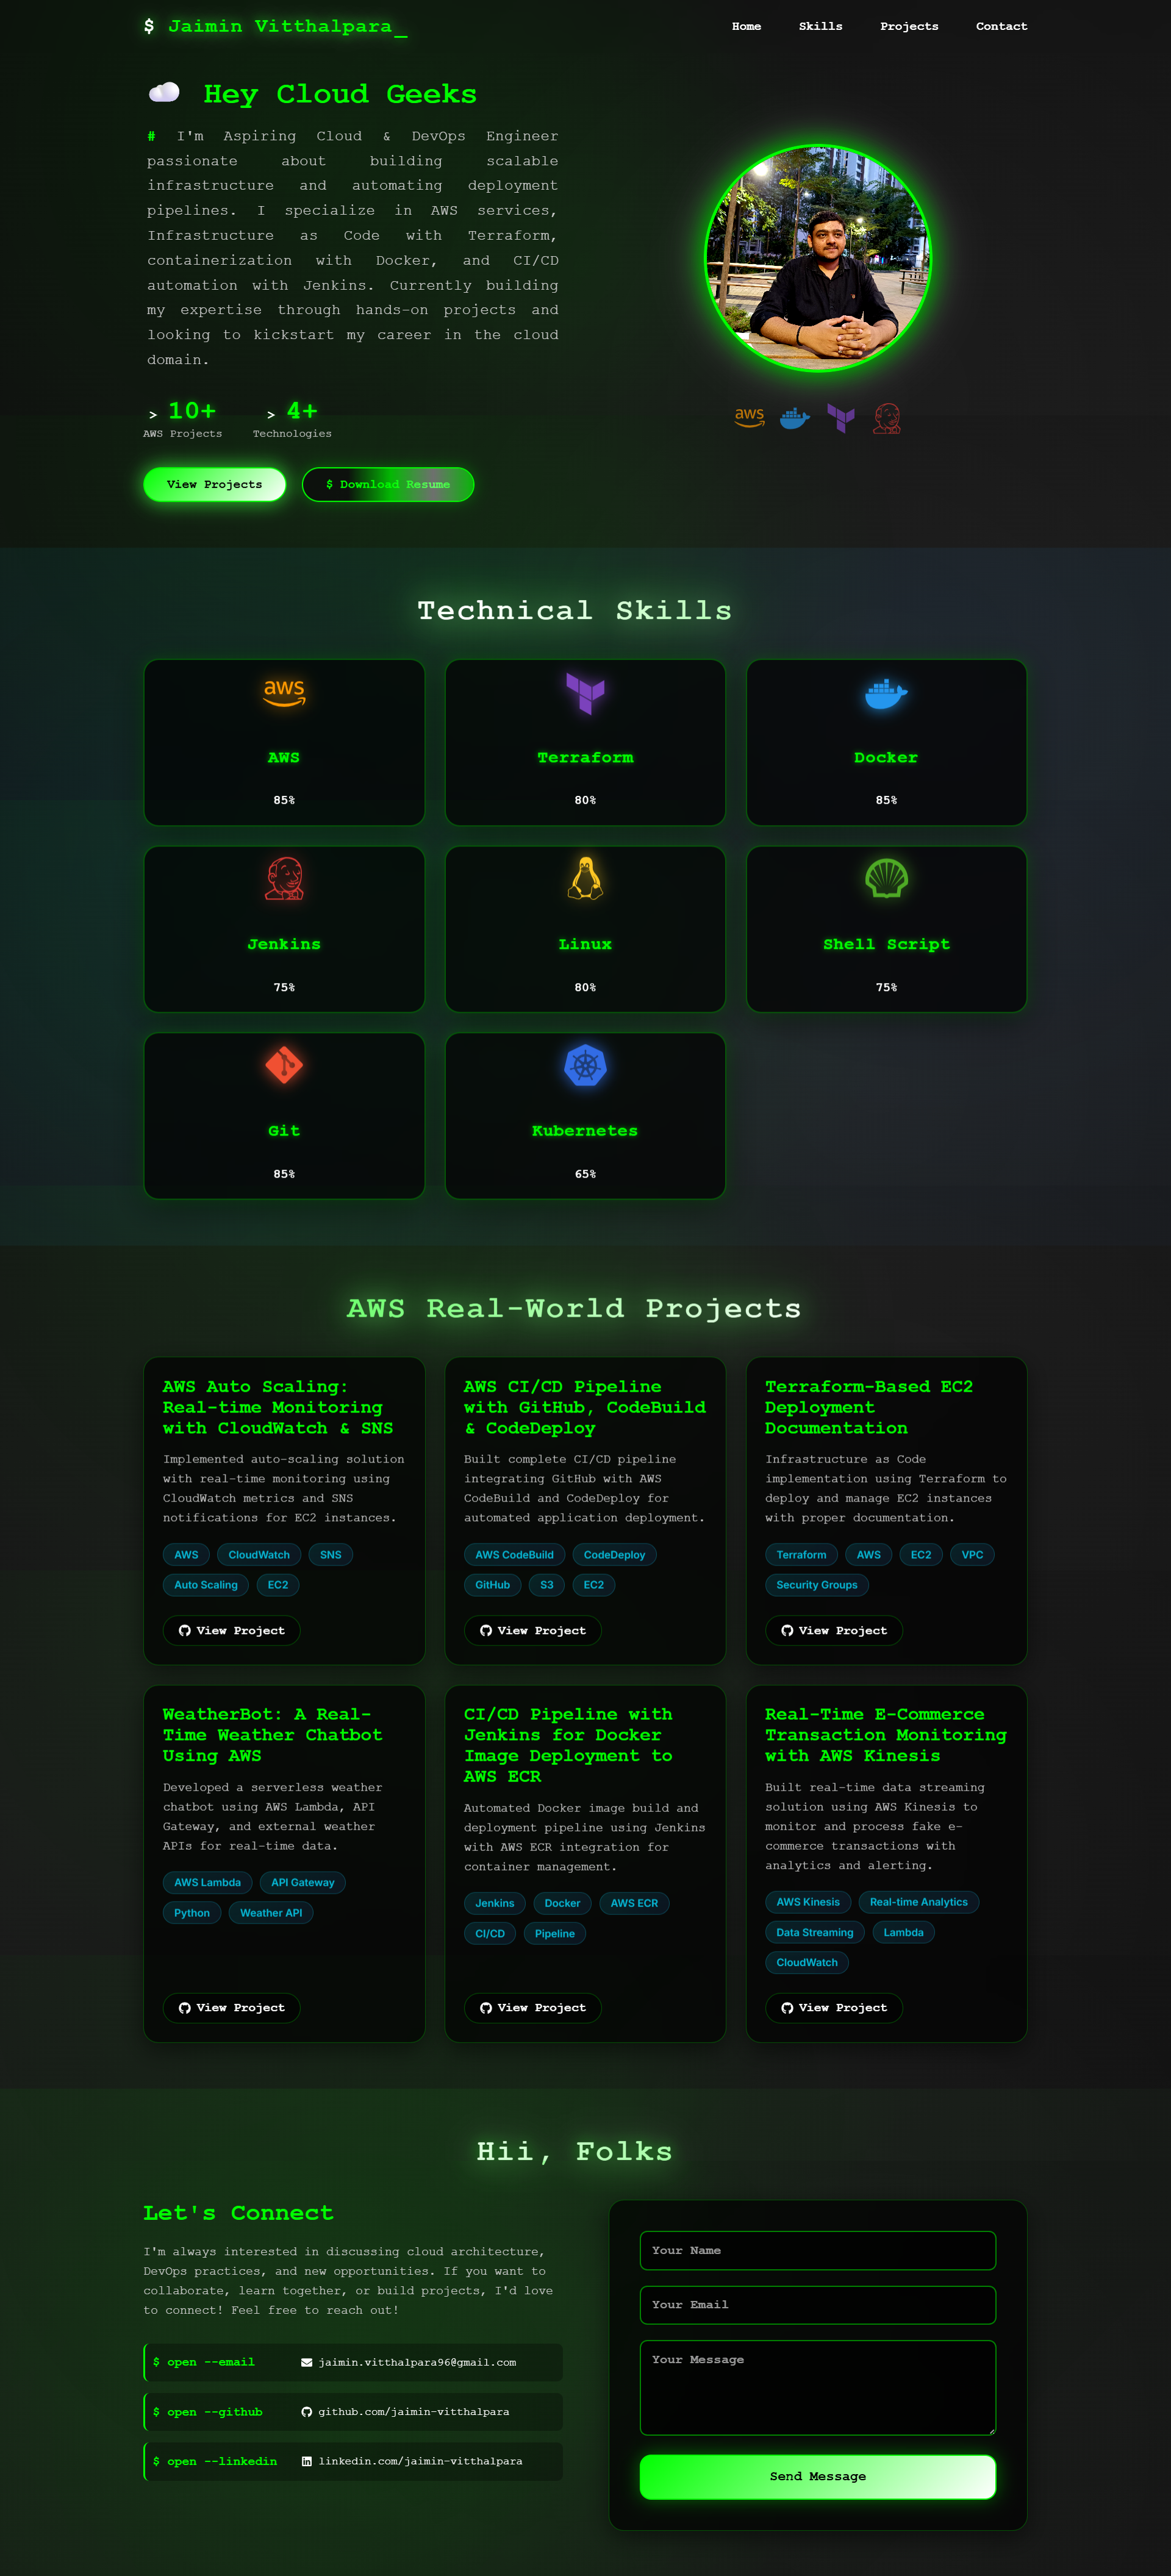 $ Jaimin Vitthalpara_
Home Skills Projects Contact
Hey Cloud Geeks
# I'm Aspiring Cloud & DevOps Engineer
passionate about building scalable
infrastructure and automating deployment
pipelines. I specialize in AWS services,
Infrastructure as Code with Terraform,
containerization with Docker, and CI/CD
automation with Jenkins. Currently building
my expertise through hands-on projects and
looking to kickstart my career in the cloud
domain.
aws
> 10+ > 4+
AWS Projects Technologies
View Projects $ Download Resume
Technical Skills
aws
AWS Terraform Docker
85% 80% 85%
Jenkins Linux Shell Script
75% 80% 75%
Git Kubernetes
85% 65%
AWS Real-World Projects
AWS Auto Scaling:
Real-time Monitoring
with CloudWatch & SNS
Implemented auto-scaling solution
with real-time monitoring using
CloudWatch metrics and SNS
notifications for EC2 instances.
AWS CloudWatch SNS
Auto Scaling EC2
View Project
AWS CI/CD Pipeline
with GitHub, CodeBuild
& CodeDeploy
Built complete CI/CD pipeline
integrating GitHub with AWS
CodeBuild and CodeDeploy for
automated application deployment.
AWS CodeBuild CodeDeploy
GitHub S3 EC2
View Project
Terraform-Based EC2
Deployment
Documentation
Infrastructure as Code
implementation using Terraform to
deploy and manage EC2 instances
with proper documentation.
Terraform AWS EC2 VPC
Security Groups
View Project
WeatherBot: A Real-
Time Weather Chatbot
Using AWS
Developed a serverless weather
chatbot using AWS Lambda, API
Gateway, and external weather
APIs for real-time data.
AWS Lambda API Gateway
Python Weather API
View Project
CI/CD Pipeline with
Jenkins for Docker
Image Deployment to
AWS ECR
Automated Docker image build and
deployment pipeline using Jenkins
with AWS ECR integration for
container management.
Jenkins Docker AWS ECR
CI/CD Pipeline
View Project
Real-Time E-Commerce
Transaction Monitoring
with AWS Kinesis
Built real-time data streaming
solution using AWS Kinesis to
monitor and process fake e-
commerce transactions with
analytics and alerting.
AWS Kinesis Real-time Analytics
Data Streaming Lambda
CloudWatch
View Project
Hii, Folks
Let's Connect
I'm always interested in discussing cloud architecture,
DevOps practices, and new opportunities. If you want to
collaborate, learn together, or build projects, I'd love
to connect! Feel free to reach out!
$ open --email jaimin.vitthalpara96@gmail.com
$ open --github github.com/jaimin-vitthalpara
$ open --linkedin linkedin.com/jaimin-vitthalpara
Your Name
Your Email
Your Message
Send Message